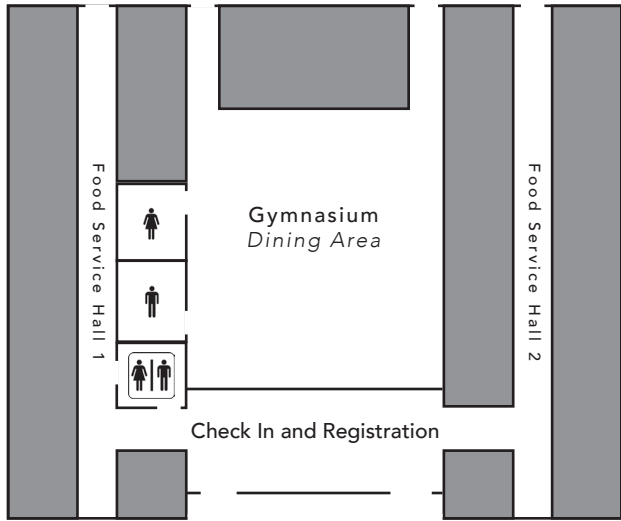 Food Service Hall 1
Gymnasium
Dining Area
Food Service Hall 2
Check In and Registration